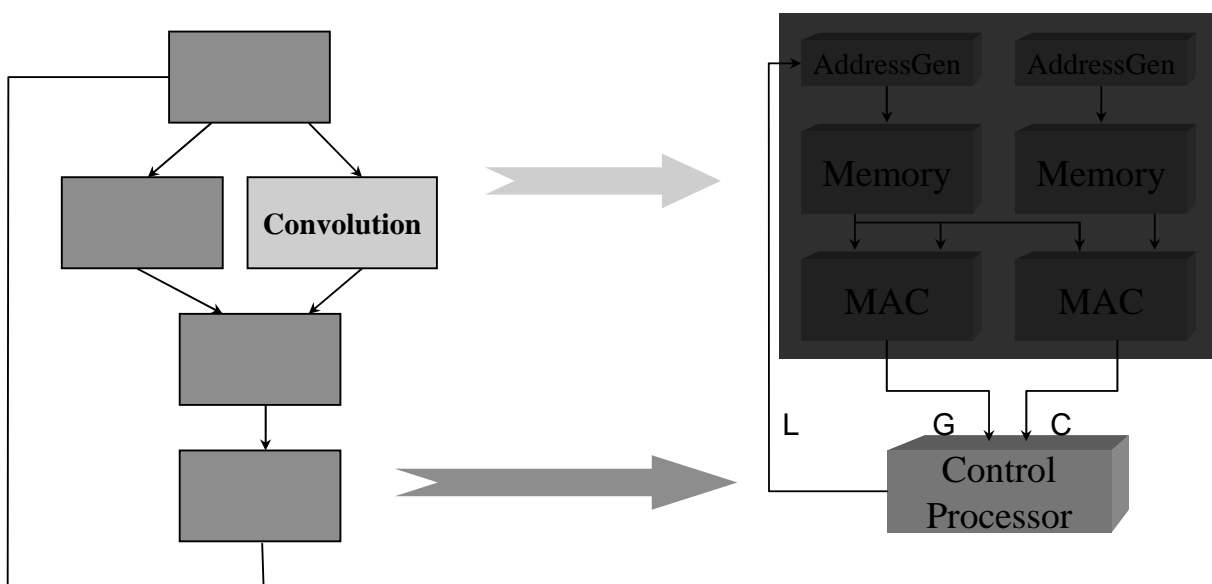 AddressGen AddressGen
Memory Memory
Convolution
MAC MAC
L G C
Control
Processor